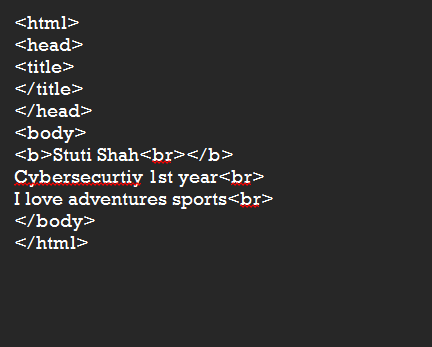 <html>
<head>
<title>
</title>
</head>
<body>
<b>Stuti Shah<br></b>
Cybersecurtiy 1st year<br>
I love adventures sports<br>
</body>
</html>